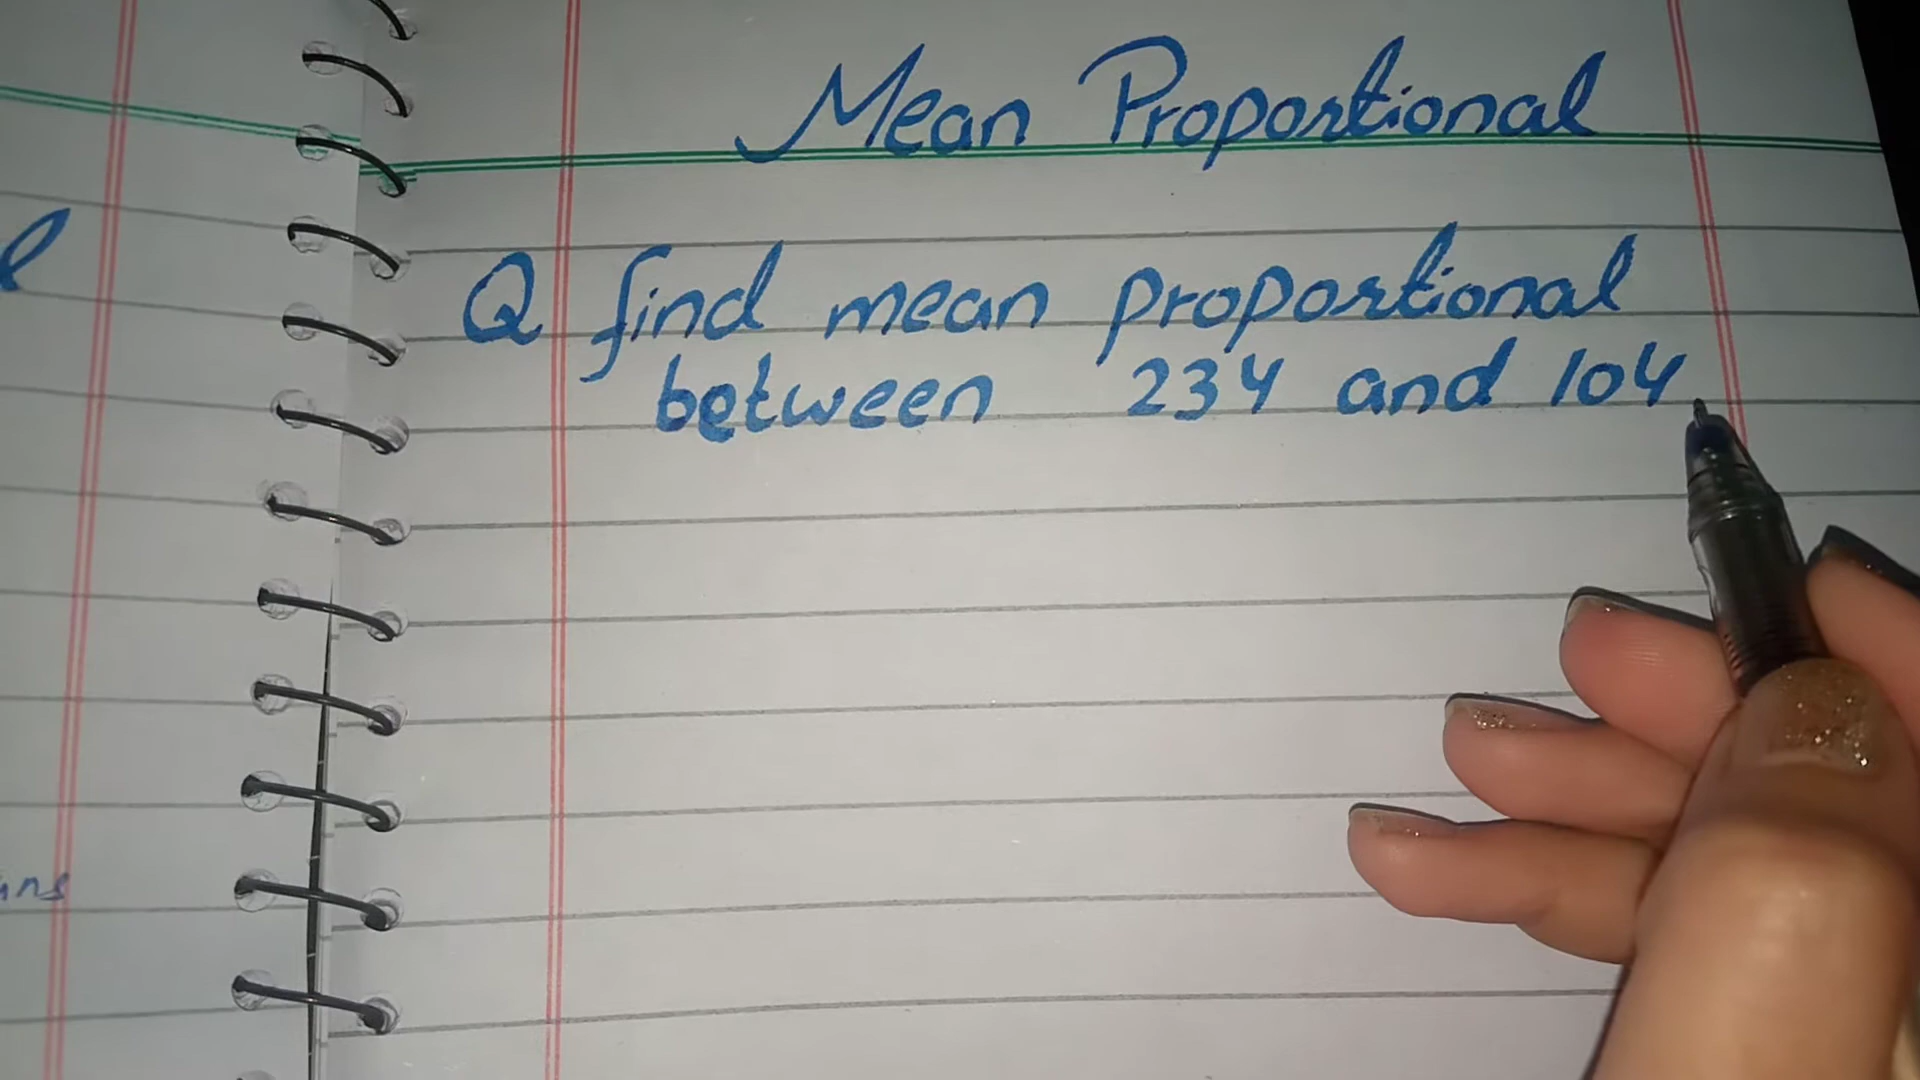 Mean Proportional
Q find mean proportional
between 234 and 104